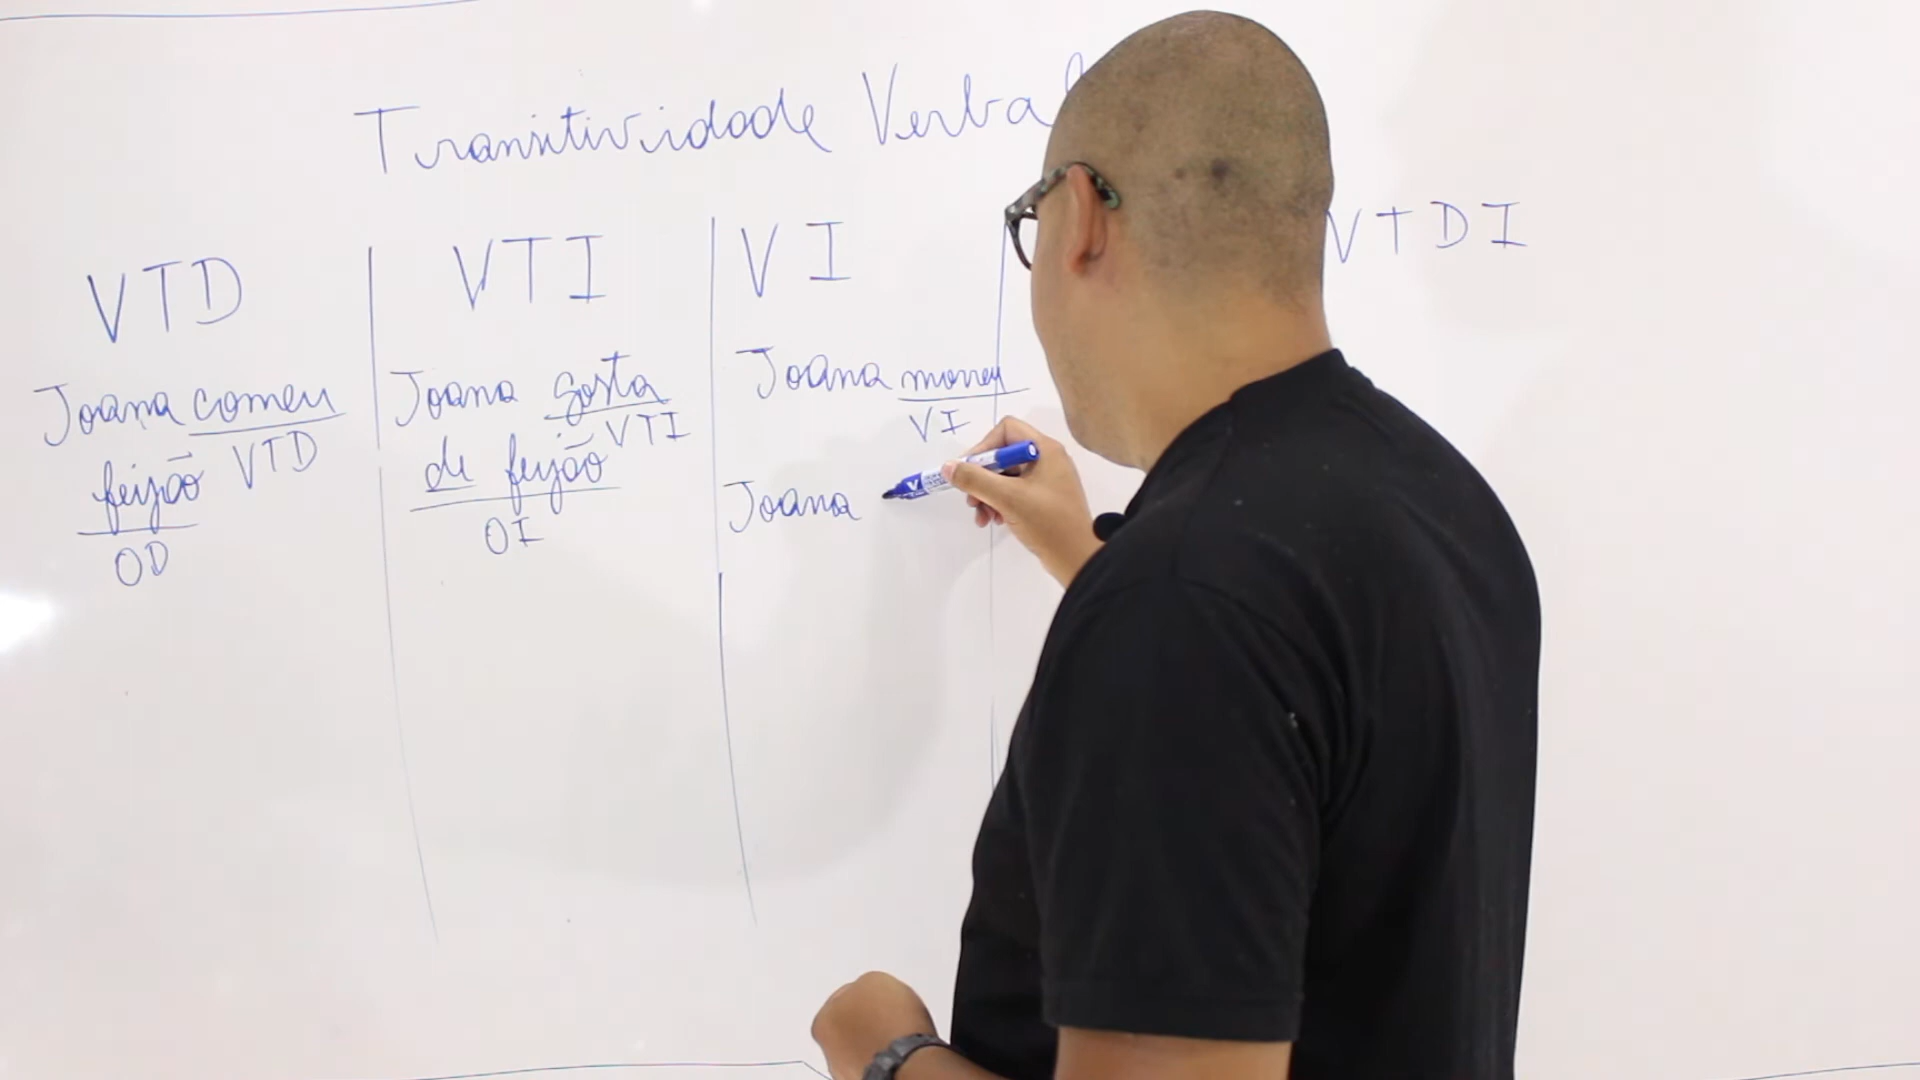 Transitividade Verbal
VTD
VTI
VI
VTDI
Joana comeu
VTD
feijão
OD
Joana gosta
VTI
de feijão
OI
Joana morreu
VI
Joana